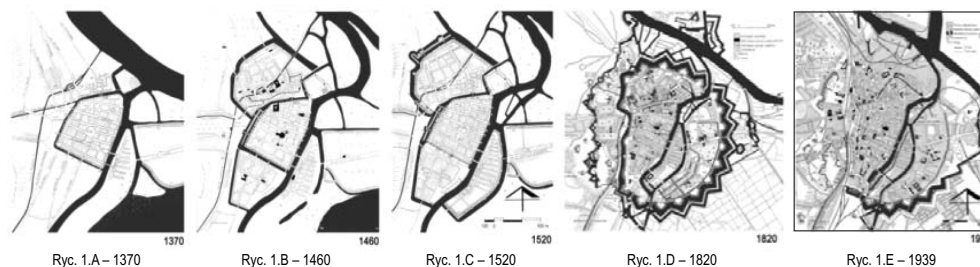 1370
1460
1520
1820
19
Ryc. 1.A – 1370
Ryc. 1.B – 1460
Ryc. 1.C – 1520
Ryc. 1.D – 1820
Ryc. 1.E – 1939